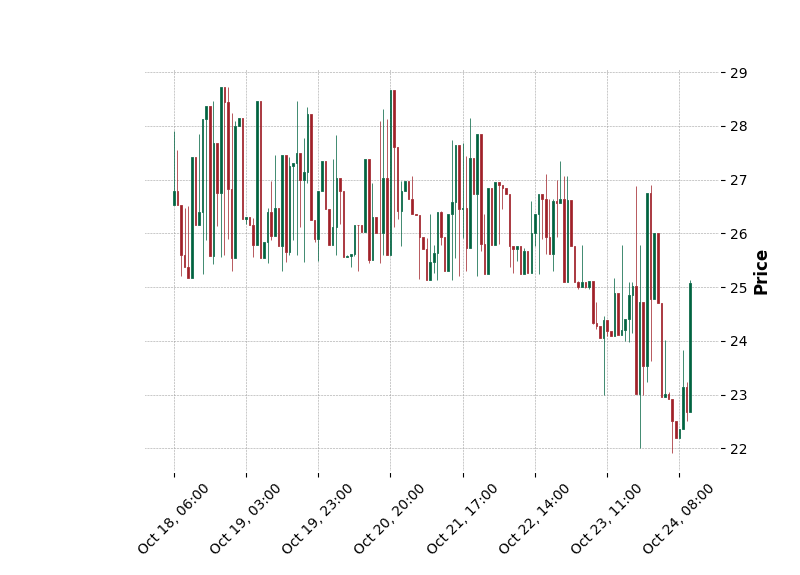 29
28
27
26
25
24
23
22
Price
Oct 18, 06:00
Oct 19, 03:00
Oct 19, 23:00
Oct 20, 20:00
Oct 21, 17:00
Oct 22, 14:00
Oct 23, 11:00
Oct 24, 08:00